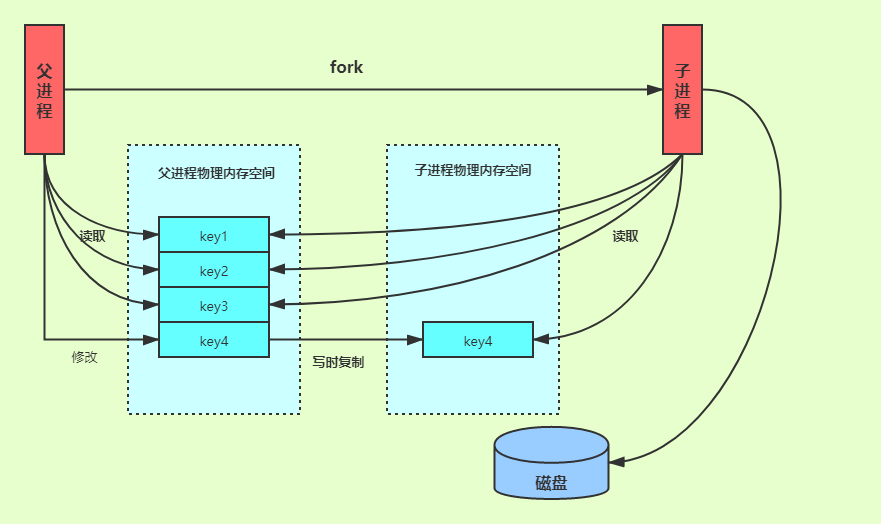 父进程
fork
子进程
父进程物理内存空间
子进程物理内存空间
读取
key1
读取
key2
key3
key4
key4
修改
写时复制
磁盘